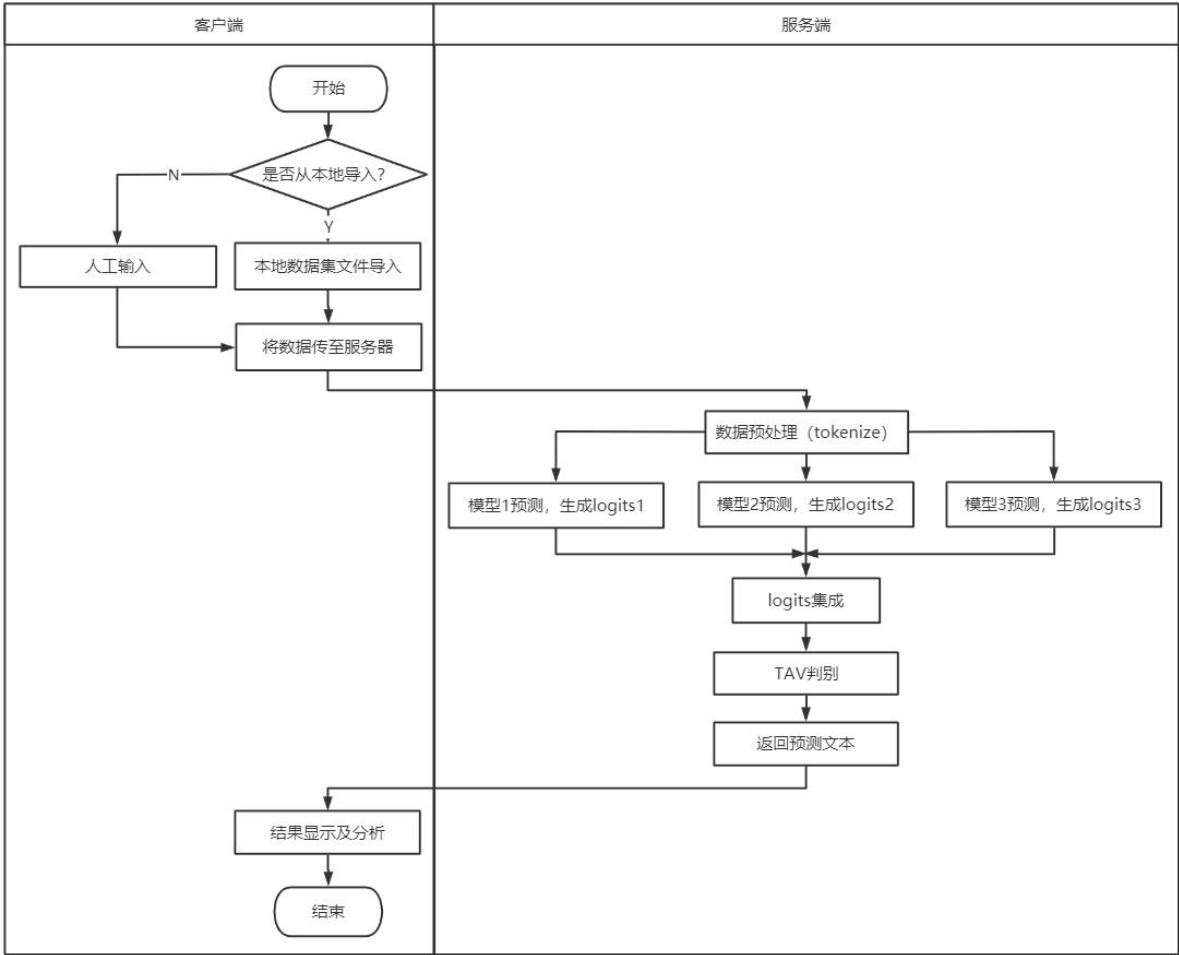 客户端
服务端
开始
是否从本地导入?
N
Y
人工输入
本地数据集文件导入
将数据传至服务器
数据预处理（tokenize）
模型1预测，生成logits1
模型2预测，生成logits2
模型3预测，生成logits3
logits集成
TAV判别
返回预测文本
结果显示及分析
结束